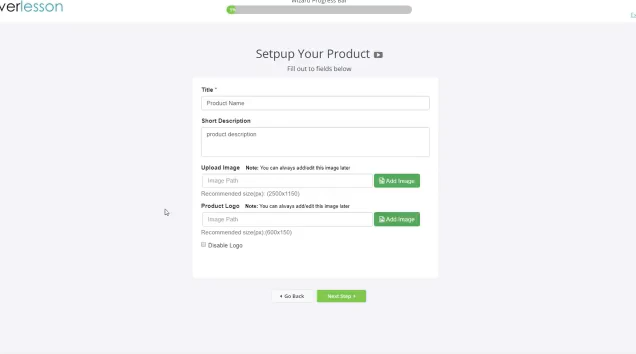 verlesson
Wizard Progress Bar
Setpup Your Product
Fill out to fields below
Title *
Product Name
Short Description
product description
Upload Image Note: You can always add/edit this image later
Image Path
Add Image
Recommended size(px): (2500x1150)
Product Logo Note: You can always add/edit this image later
Image Path
Add Image
Recommended size(px):(600x150)
Disable Logo
Go Back
Next Step